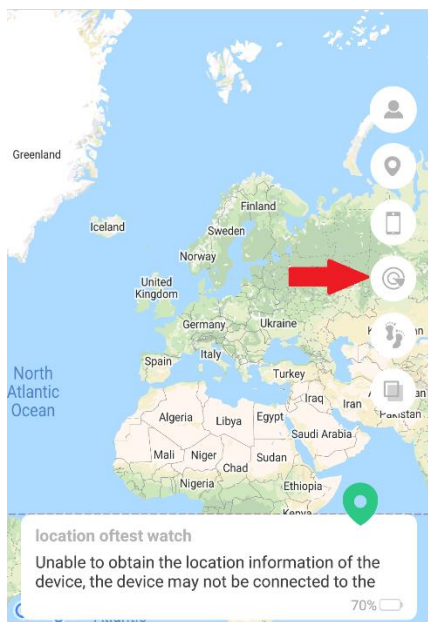 Greenland
Iceland
Finland
Sweden
Norway
United
Kingdom
Germany
Ukraine
Spain
Italy
Turkey
North
Atlantic
Ocean
Iraq
Iran
Pakistan
Algeria
Libya
Egypt
Saudi Arabia
Mali
Niger
Chad
Sudan
Nigeria
Ethiopia
Kenya
location oftest watch
Unable to obtain the location information of the
device, the device may not be connected to the
70%
Atlantic